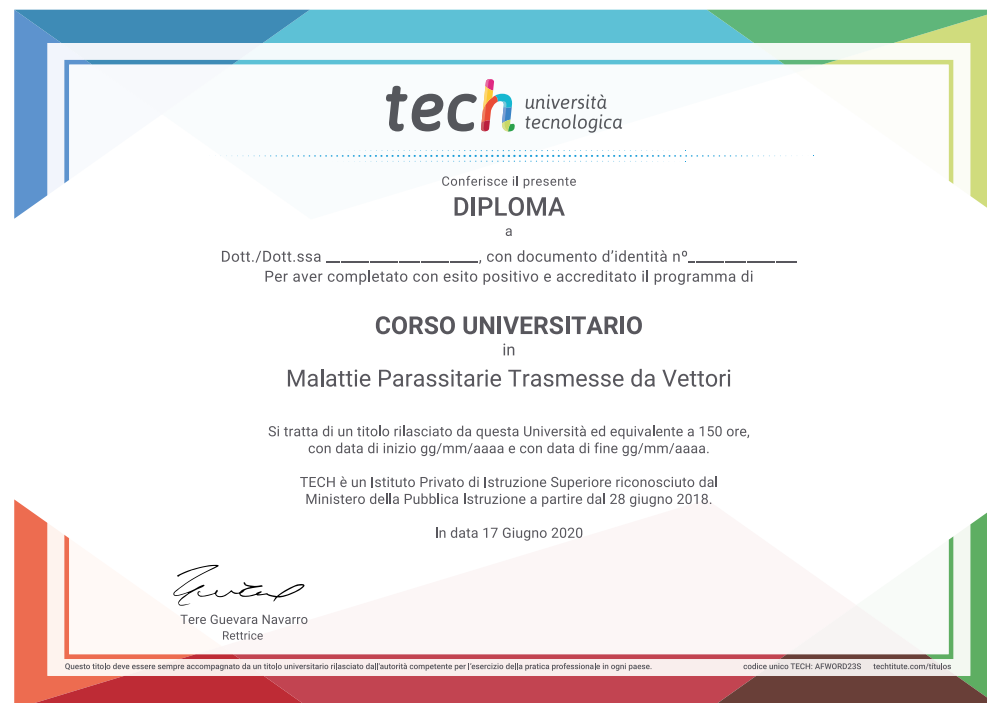 tech università
tecnologica
Conferisce il presente
DIPLOMA
a
Dott./Dott.ssa _________________, con documento d'identità nº____________
Per aver completato con esito positivo e accreditato il programma di
CORSO UNIVERSITARIO
in
Malattie Parassitarie Trasmesse da Vettori
Si tratta di un titolo rilasciato da questa Università ed equivalente a 150 ore,
con data di inizio gg/mm/aaaa e con data di fine gg/mm/aaaa.
TECH è un Istituto Privato di Istruzione Superiore riconosciuto dal
Ministero della Pubblica Istruzione a partire dal 28 giugno 2018.
In data 17 Giugno 2020
Tere Guevara Navarro
Rettrice
Questo titolo deve essere sempre accompagnato da un titolo universitario rilasciato dall'autorità competente per l'esercizio della pratica professionale in ogni paese. codice unico TECH: AFWORD23S techtitute.com/titulos